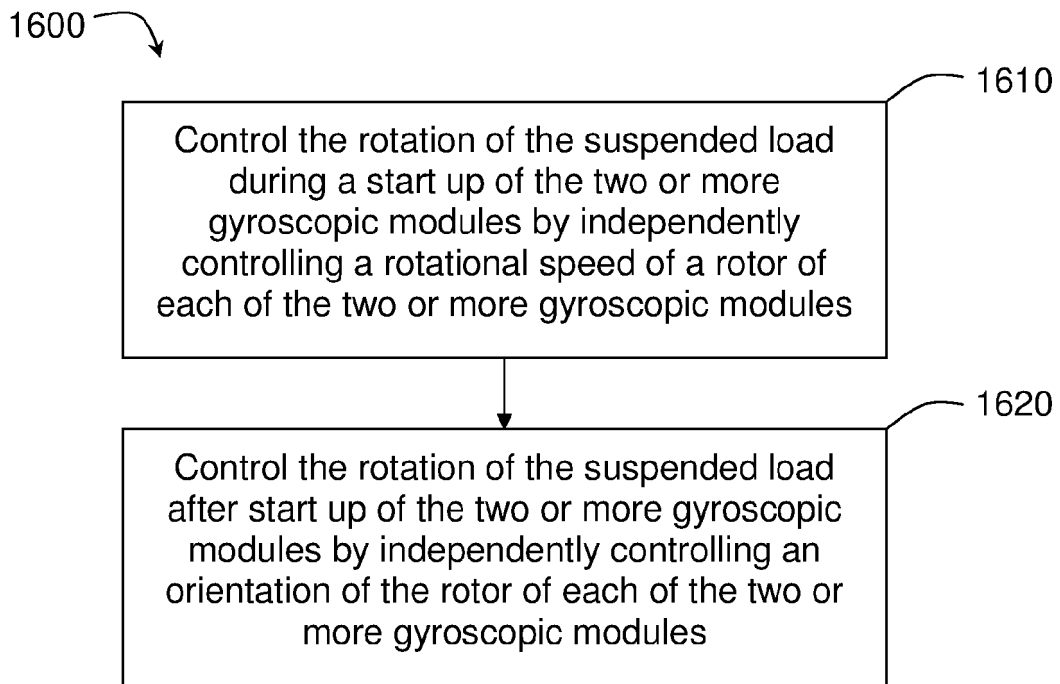 1600
1610
Control the rotation of the suspended load
during a start up of the two or more
gyroscopic modules by independently
controlling a rotational speed of a rotor of
each of the two or more gyroscopic modules
1620
Control the rotation of the suspended load
after start up of the two or more gyroscopic
modules by independently controlling an
orientation of the rotor of each of the two or
more gyroscopic modules